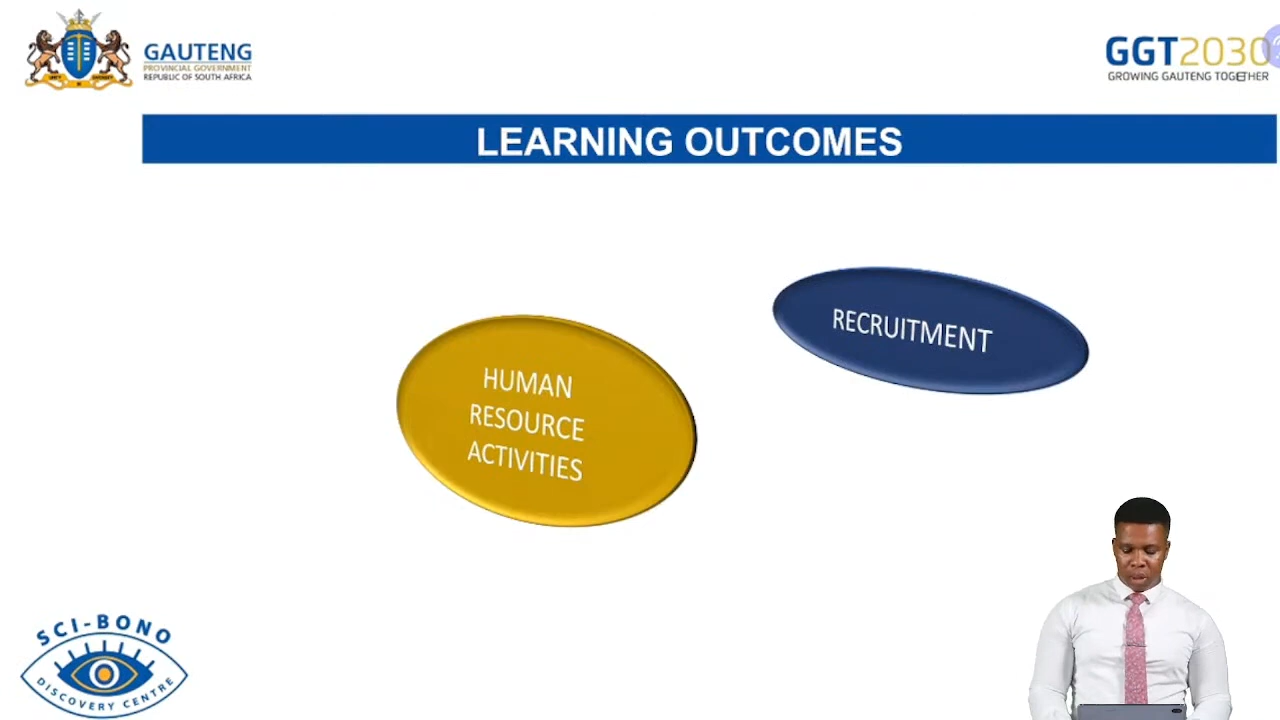 GAUTENG
PROVINCIAL GOVERNMENT
REPUBLIC OF SOUTH AFRICA
GGT2030
GROWING GAUTENG TOGETHER
LEARNING OUTCOMES
RECRUITMENT
HUMAN
RESOURCE
ACTIVITIES
SCI-BONO
DISCOVERY CENTRE